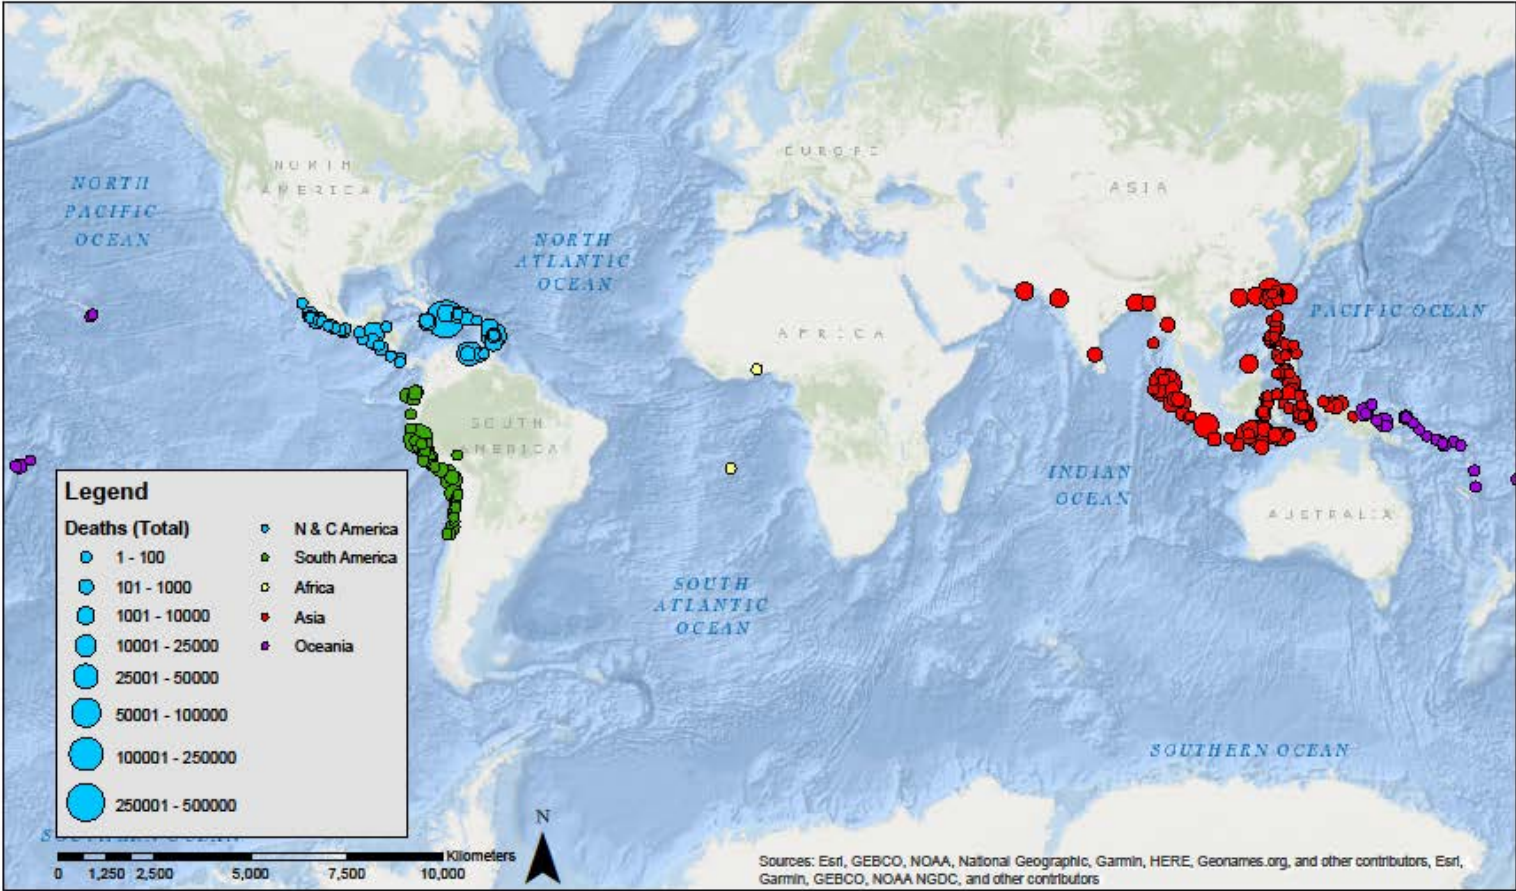 NORTH
AMERICA
EUROPE
ASIA
NORTH
PACIFIC
OCEAN
NORTH
ATLANTIC
OCEAN
AFRICA
PACIFIC OCEAN
SOUTH
AMERICA
INDIAN
OCEAN
AUSTRALIA
SOUTH
ATLANTIC
OCEAN
SOUTHERN OCEAN
Legend
Deaths (Total)
1 - 100
101 - 1000
1001 - 10000
10001 - 25000
25001 - 50000
50001 - 100000
100001 - 250000
250001 - 500000
N & C America
South America
Africa
Asia
Oceania
SOUTHERN OCEAN
N
Kilometers
0 1,250 2,500 5,000 7,500 10,000
Sources: Esri, GEBCO, NOAA, National Geographic, Garmin, HERE, Geonames.org, and other contributors, Esri,
Garmin, GEBCO, NOAA NGDC, and other contributors